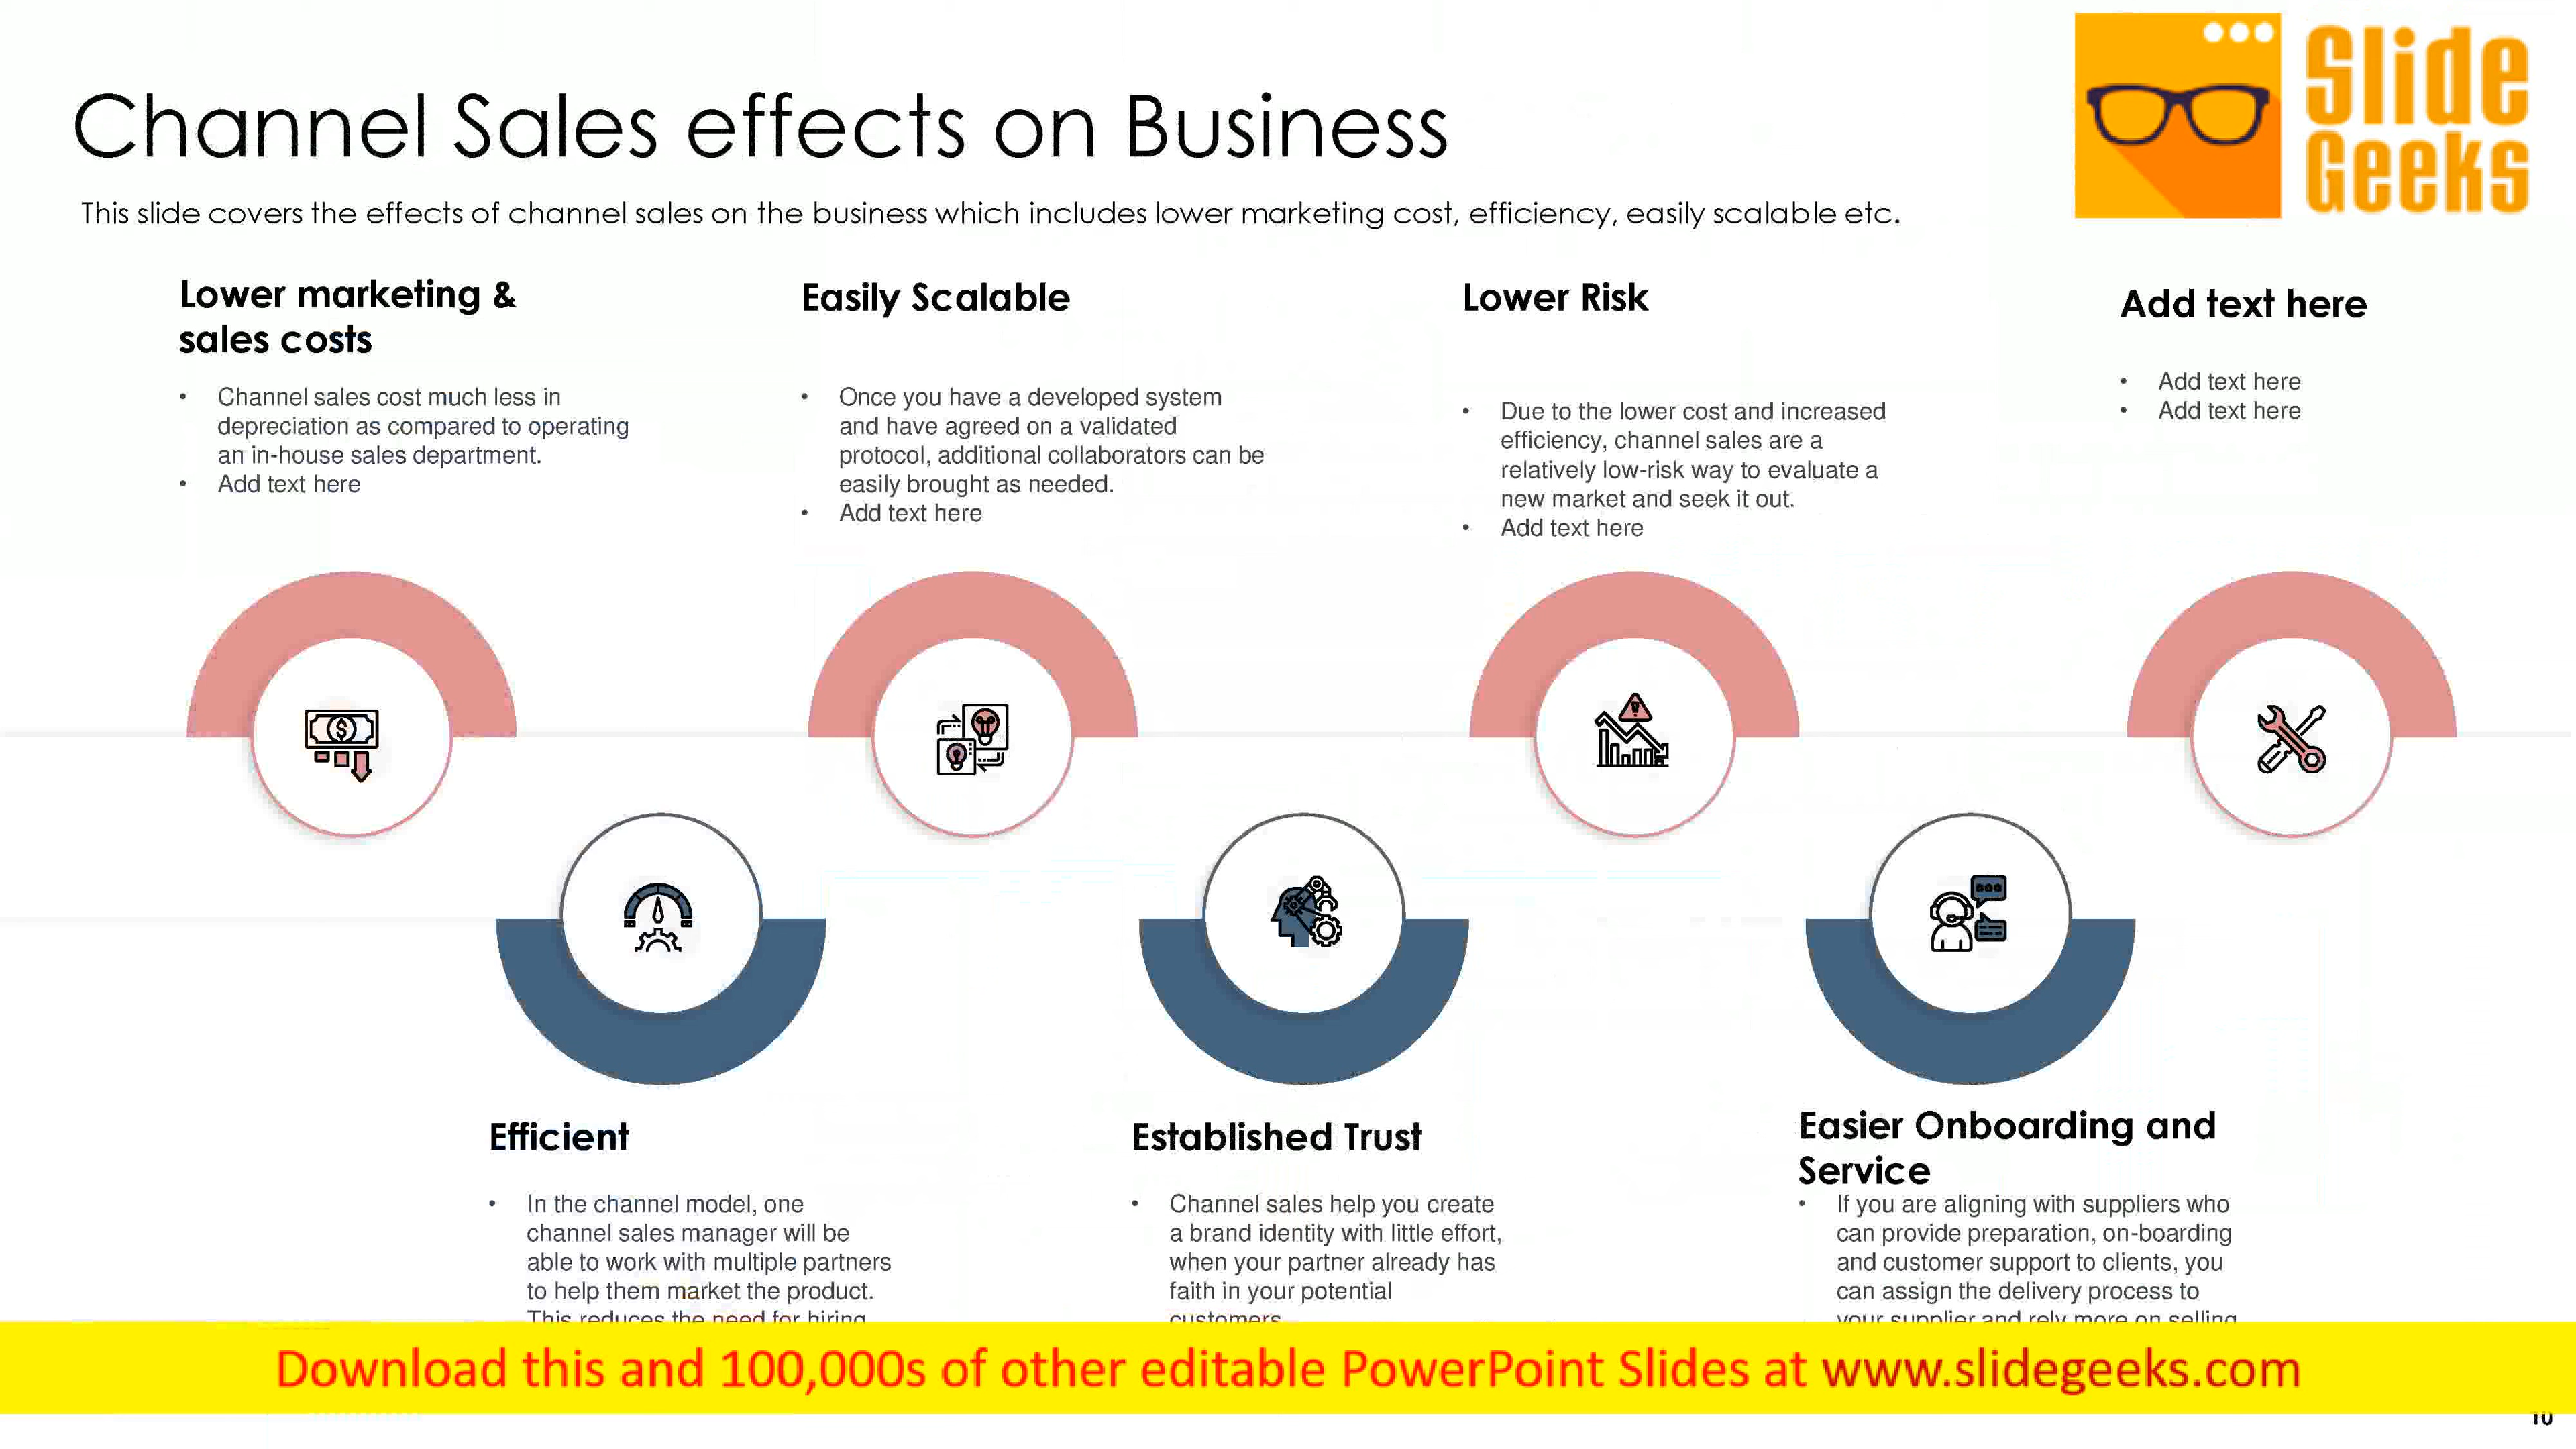 Channel Sales effects on Business
Slide
Geeks
This slide covers the effects of channel sales on the business which includes lower marketing cost, efficiency, easily scalable etc.
Lower marketing &
sales costs
• Channel sales cost much less in
depreciation as compared to operating
an in-house sales department.
• Add text here
Easily Scalable
• Once you have a developed system
and have agreed on a validated
protocol, additional collaborators can be
easily brought as needed.
• Add text here
Lower Risk
• Due to the lower cost and increased
efficiency, channel sales are a
relatively low-risk way to evaluate a
new market and seek it out.
• Add text here
Add text here
• Add text here
• Add text here
Efficient
• In the channel model, one
channel sales manager will be
able to work with multiple partners
to help them market the product.
This reduces the need for hiring
Established Trust
• Channel sales help you create
a brand identity with little effort,
when your partner already has
faith in your potential
customers
Easier Onboarding and
Service
• If you are aligning with suppliers who
can provide preparation, on-boarding
and customer support to clients, you
can assign the delivery process to
your supplier and rely more on selling
Download this and 100,000s of other editable PowerPoint Slides at www.slidegeeks.com
10